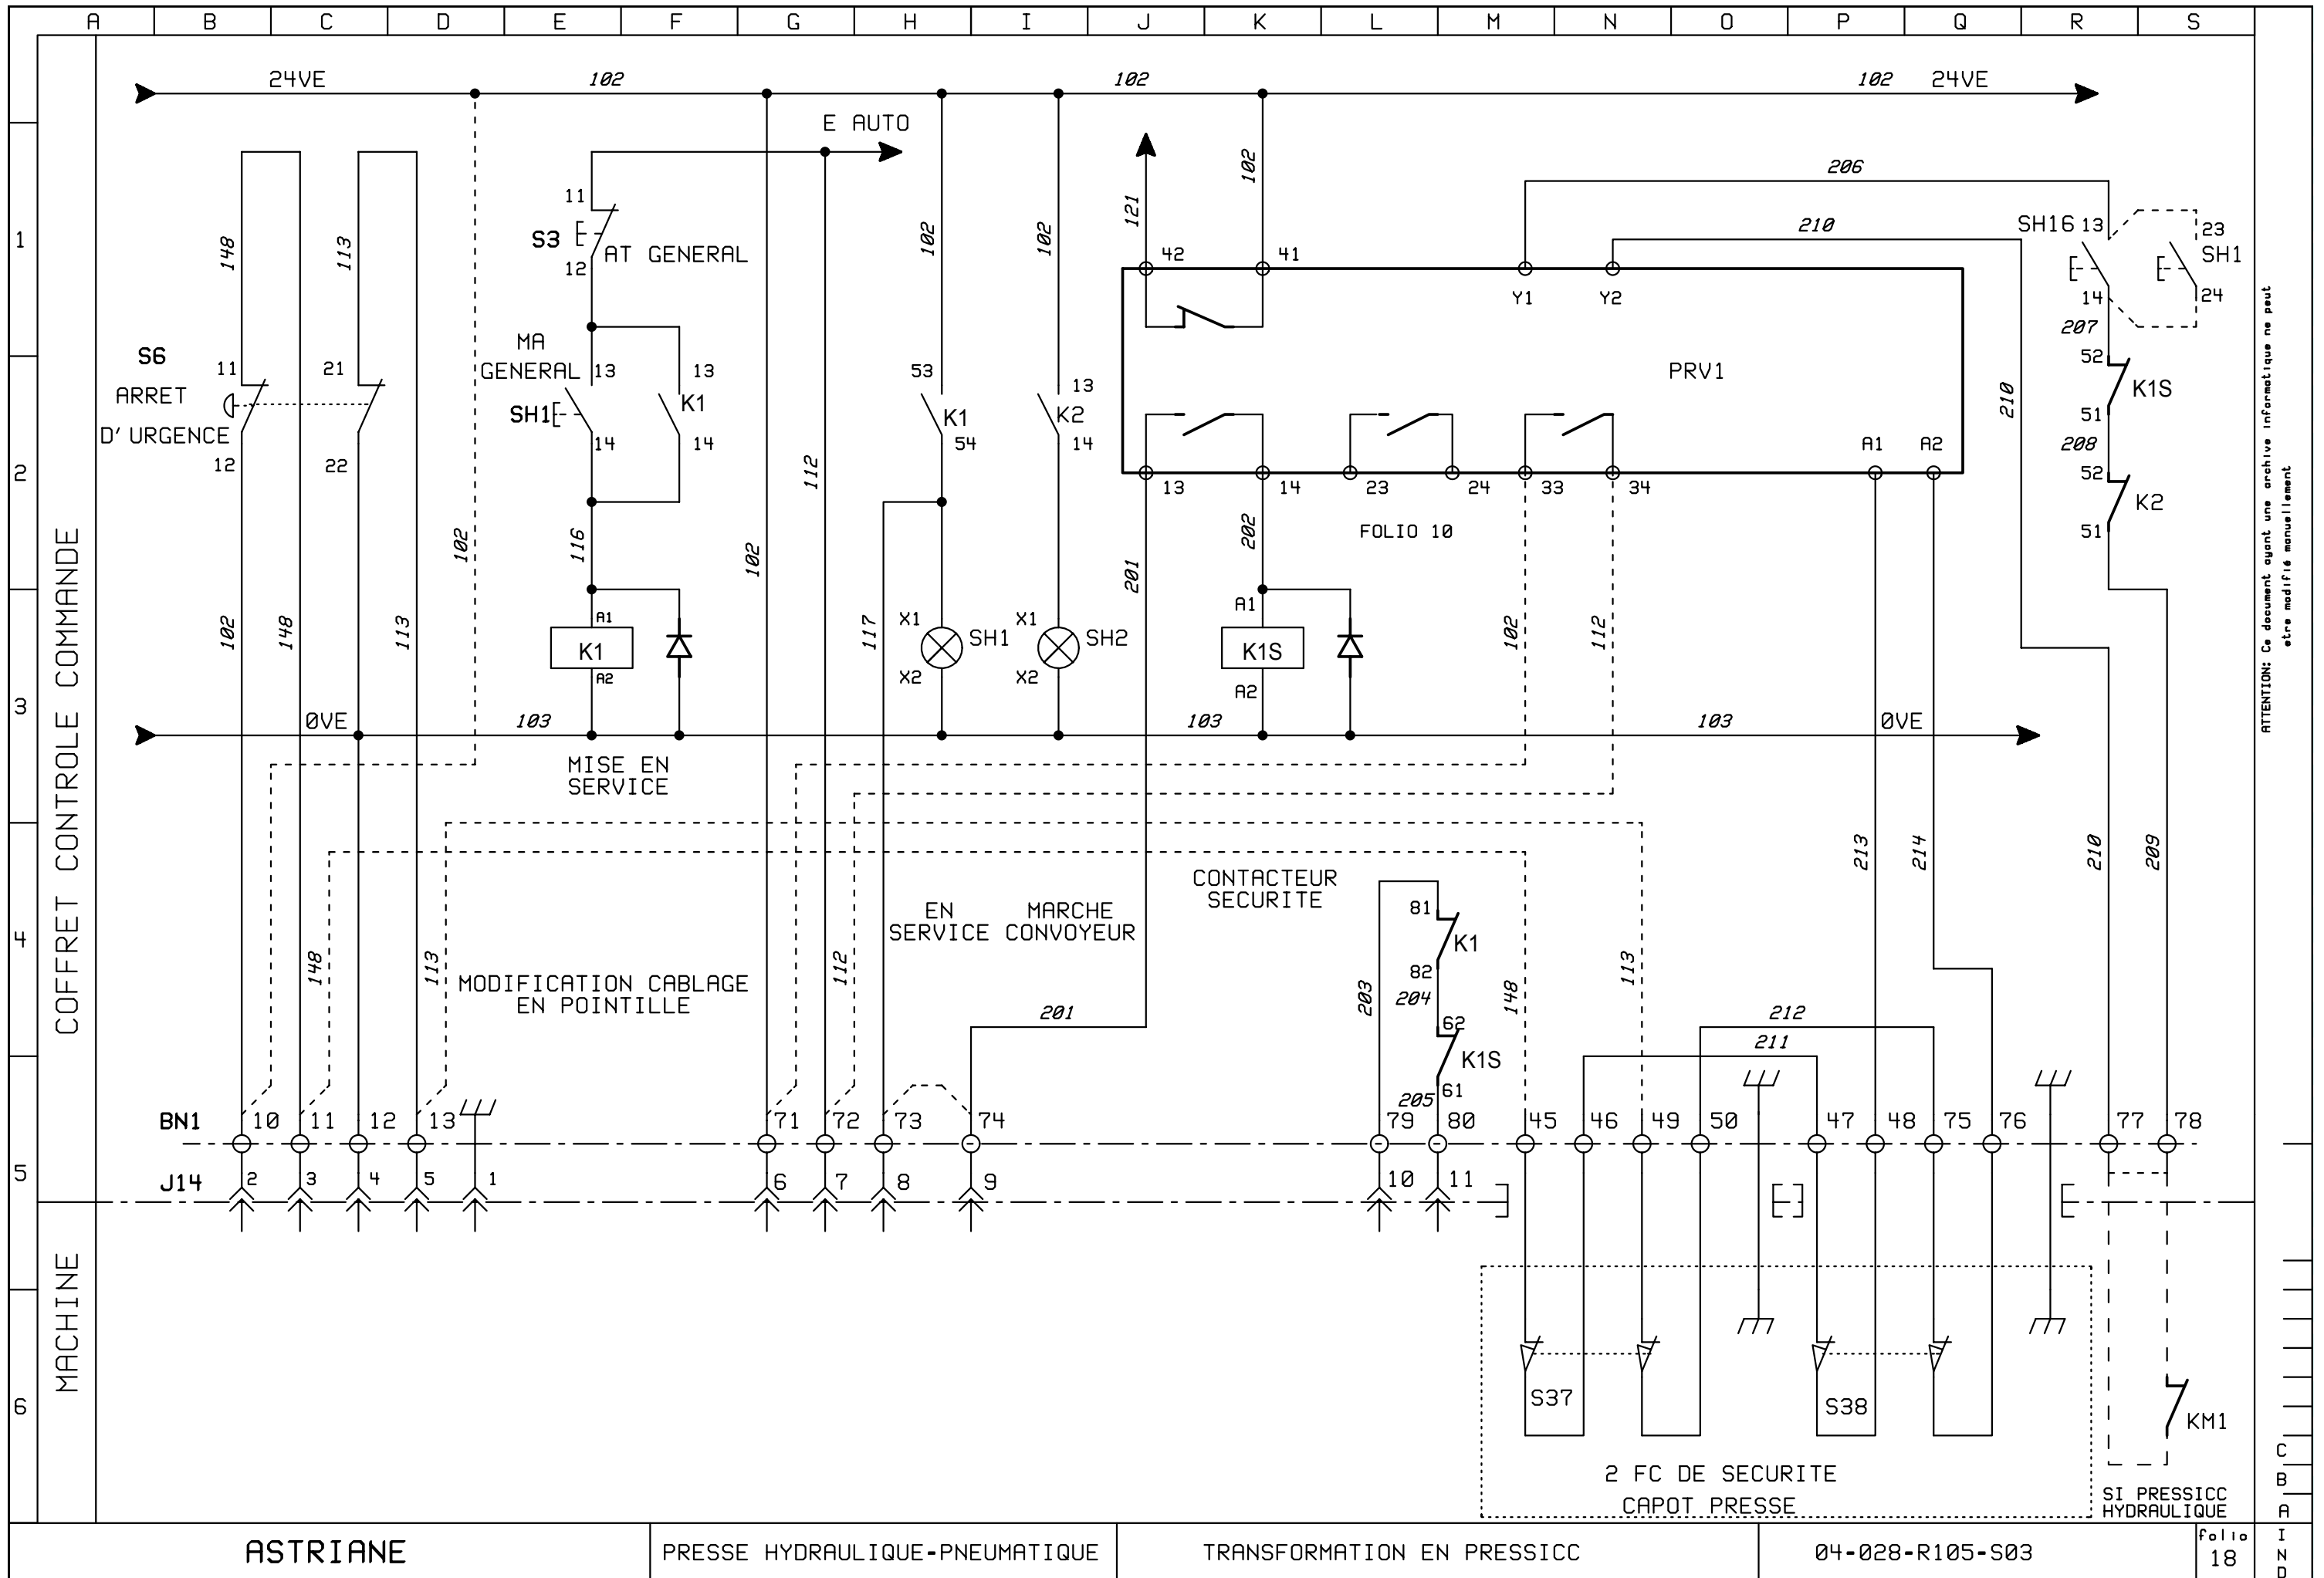 A B C D E F G H I J K L M N O P Q R S
24VE 102 102 102 24VE
E AUTO
206
11 121 102
148 113 S3 102 102 SH16 13 23
210
1 AT GENERAL 42 41 SH1
12 Y1 Y2 14 24
207
MA
S6 GENERAL 13 13 53 PRV1 52
11 21 13 K1S
ARRET SH1 K1 K1 K2 210 51
D' URGENCE 14 14 54 14 A1 A2 208
12 22 112 52
2 13 14 23 24 33 34 K2
102 116 102 202 FOLIO 10 51
201
A1 A1
102 148 113 K1 117 X1 SH1 X1 SH2 K1S 102 112
A2 X2 X2 A2
3 0VE 103 103 103 0VE
MISE EN
SERVICE
213 214 210 209
CONTACTEUR
SECURITE
EN MARCHE 81
4 SERVICE CONVOYEUR K1
148 113 112 82 148 113
MODIFICATION CABLAGE 203 204
EN POINTILLE
201 62 212
K1S 211
205 61
BN1 10 11 12 13 71 72 73 74 79 80 45 46 49 50 47 48 75 76 77 78
5 J14 2 3 4 5 1 6 7 8 9 10 11
6 S37 S38 KM1
2 FC DE SECURITE
CAPOT PRESSE
SI PRESSICC
HYDRAULIQUE
COFFRET CONTROLE COMMANDE
MACHINE
ATTENTION: Ce document ayant une archive informatique ne peut
etre modifié manuellement
C
B
A
I
N
D
ASTRIANE
PRESSE HYDRAULIQUE-PNEUMATIQUE
TRANSFORMATION EN PRESSICC
04-028-R105-S03
folio
18